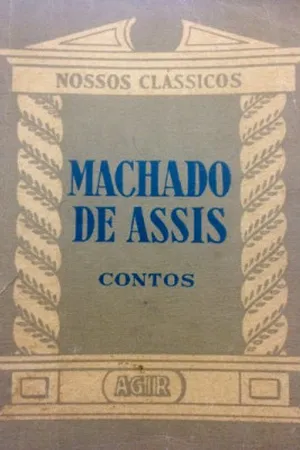 NOSSOS CLÁSSICOS
MACHADO
DE ASSIS
CONTOS
AGIR